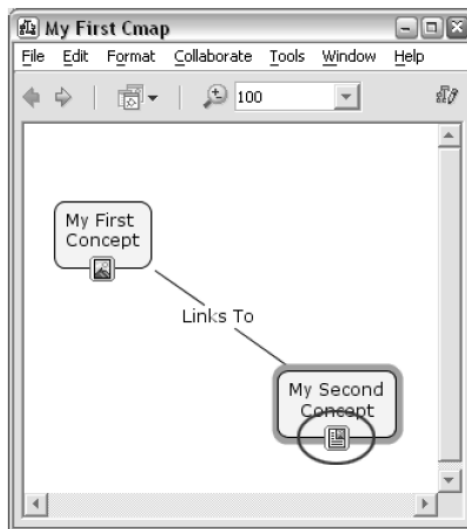 My First Cmap
File Edit Format Collaborate Tools Window Help
100
My First
Concept
Links To
My Second
Concept